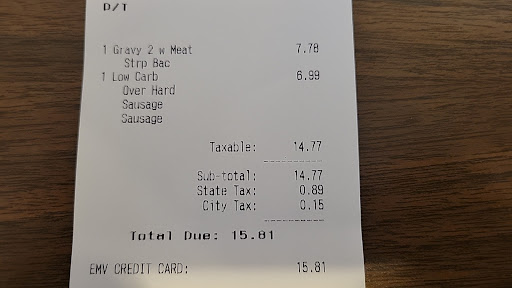 D/T
1 Gravy 2 w Meat 7.78
Strp Bac
1 Low Carb 6.99
Over Hard
Sausage
Sausage
Taxable: 14.77
Sub-total: 14.77
State Tax: 0.89
City Tax: 0.15
Total Due: 15.81
EMV CREDIT CARD: 15.81